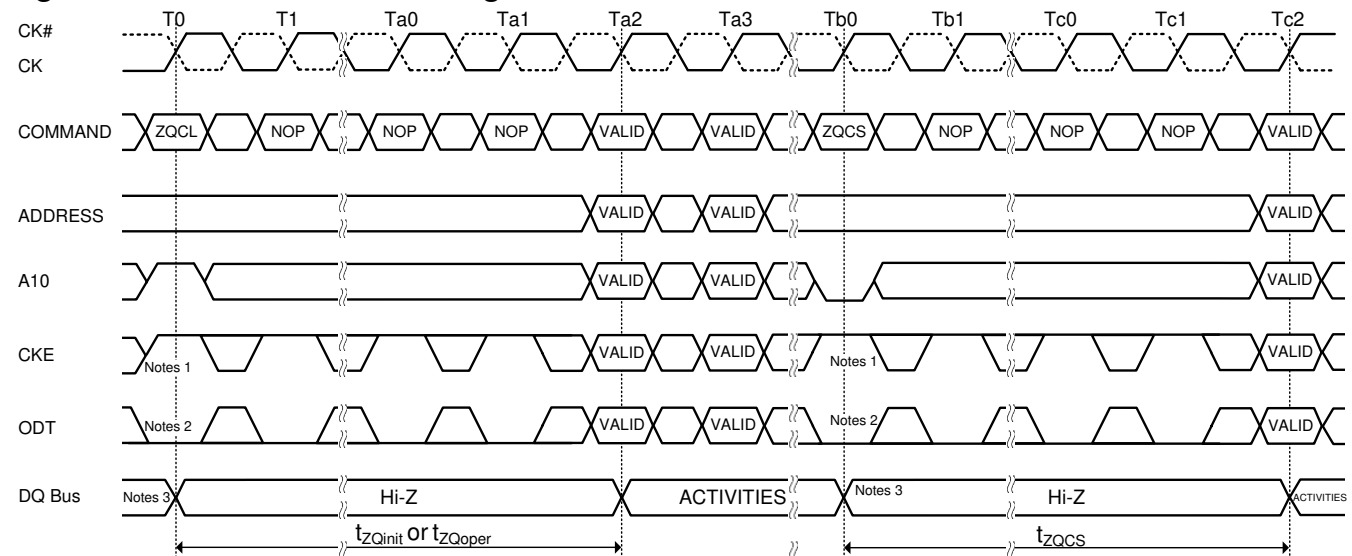 T0 T1 Ta0 Ta1 Ta2 Ta3 Tb0 Tb1 Tc0 Tc1 Tc2
CK#
CK
COMMAND ZQCL NOP NOP NOP VALID VALID ZQCS NOP NOP NOP VALID
ADDRESS VALID VALID VALID
A10 VALID VALID VALID
CKE Notes 1 VALID VALID Notes 1 VALID
ODT Notes 2 VALID VALID Notes 2 VALID
DQ Bus Notes 3 Hi-Z ACTIVITIES Notes 3 Hi-Z ACTIVITIES
tZQinit or tZQoper tZQCS